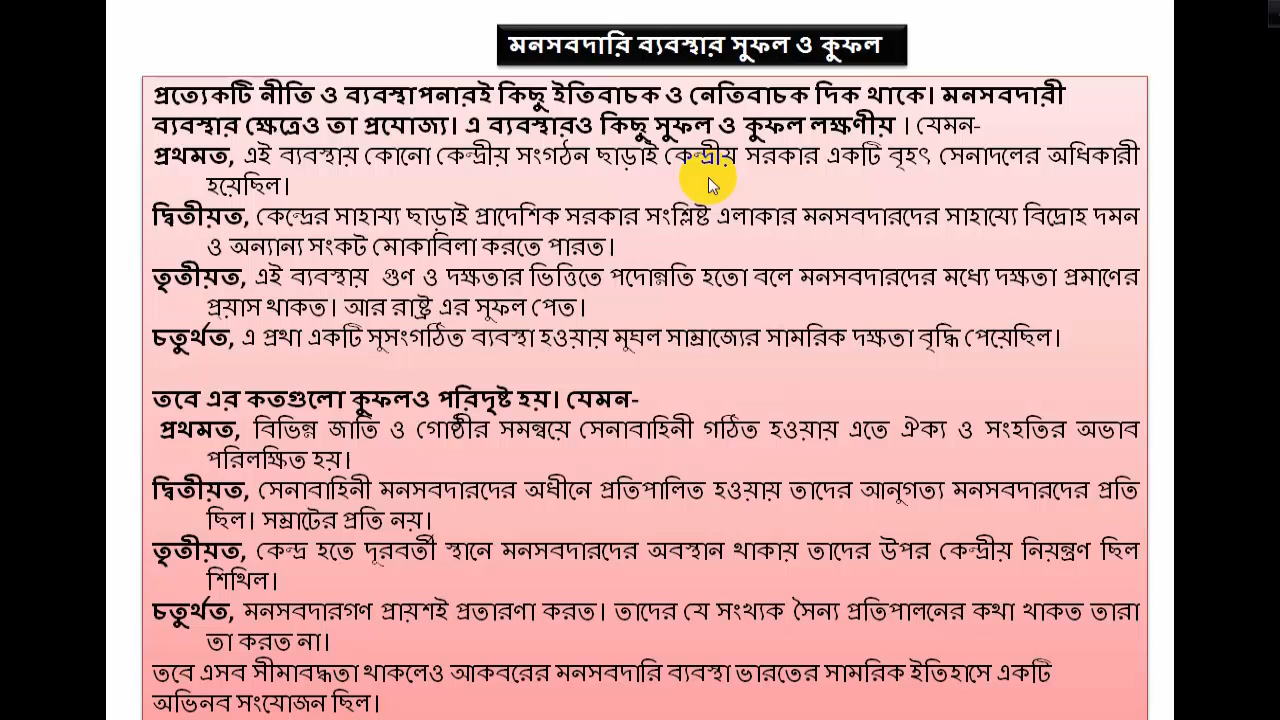 মনসবদারি ব্যবস্থার সুফল ও কুফল
প্রত্যেকটি নীতি ও ব্যবস্থাপনারই কিছু ইতিবাচক ও নেতিবাচক দিক থাকে। মনসবদারী
ব্যবস্থার ক্ষেত্রেও তা প্রযোজ্য। এ ব্যবস্থারও কিছু সুফল ও কুফল লক্ষণীয় । যেমন-
প্রথমত, এই ব্যবস্থায় কোনো কেন্দ্রীয় সংগঠন ছাড়াই কেন্দ্রীয় সরকার একটি বৃহৎ সেনাদলের অধিকারী
হয়েছিল।
দ্বিতীয়ত, কেন্দ্রের সাহায্য ছাড়াই প্রাদেশিক সরকার সংশ্লিষ্ট এলাকার মনসবদারদের সাহায্যে বিদ্রোহ দমন
ও অন্যান্য সংকট মোকাবিলা করতে পারত।
তৃতীয়ত, এই ব্যবস্থায় গুণ ও দক্ষতার ভিত্তিতে পদোন্নতি হতো বলে মনসবদারদের মধ্যে দক্ষতা প্রমাণের
প্রয়াস থাকত। আর রাষ্ট্র এর সুফল পেত।
চতুর্থত, এ প্রথা একটি সুসংগঠিত ব্যবস্থা হওয়ায় মুঘল সাম্রাজ্যের সামরিক দক্ষতা বৃদ্ধি পেয়েছিল।
তবে এর কতগুলো কুফলও পরিদৃষ্ট হয়। যেমন-
প্রথমত, বিভিন্ন জাতি ও গোষ্ঠীর সমন্বয়ে সেনাবাহিনী গঠিত হওয়ায় এতে ঐক্য ও সংহতির অভাব
পরিলক্ষিত হয়।
দ্বিতীয়ত, সেনাবাহিনী মনসবদারদের অধীনে প্রতিপালিত হওয়ায় তাদের আনুগত্য মনসবদারদের প্রতি
ছিল। সম্রাটের প্রতি নয়।
তৃতীয়ত, কেন্দ্র হতে দূরবর্তী স্থানে মনসবদারদের অবস্থান থাকায় তাদের উপর কেন্দ্রীয় নিয়ন্ত্রণ ছিল
শিথিল।
চতুর্থত, মনসবদারগণ প্রায়শই প্রতারণা করত। তাদের যে সংখ্যক সৈন্য প্রতিপালনের কথা থাকত তারা
তা করত না।
তবে এসব সীমাবদ্ধতা থাকলেও আকবরের মনসবদারি ব্যবস্থা ভারতের সামরিক ইতিহাসে একটি
অভিনব সংযোজন ছিল।